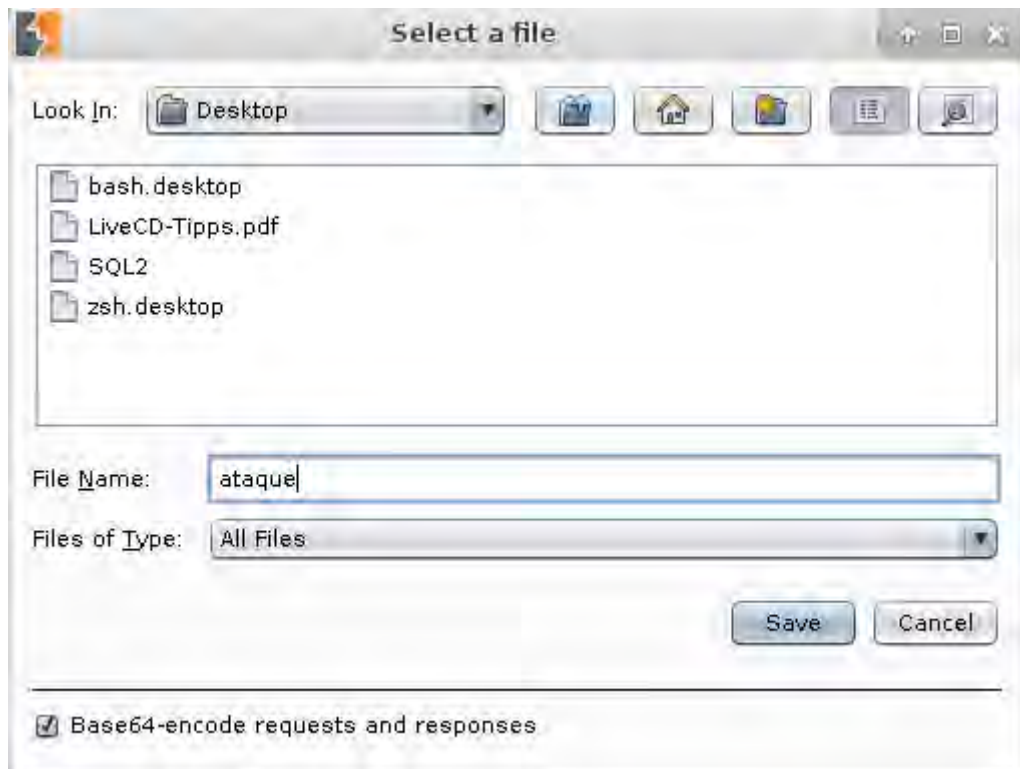 Select a file
Look In: Desktop
bash.desktop
LiveCD-Tipps.pdf
SQL2
zsh.desktop
File Name: ataque
Files of Type: All Files
Save Cancel
Base64-encode requests and responses